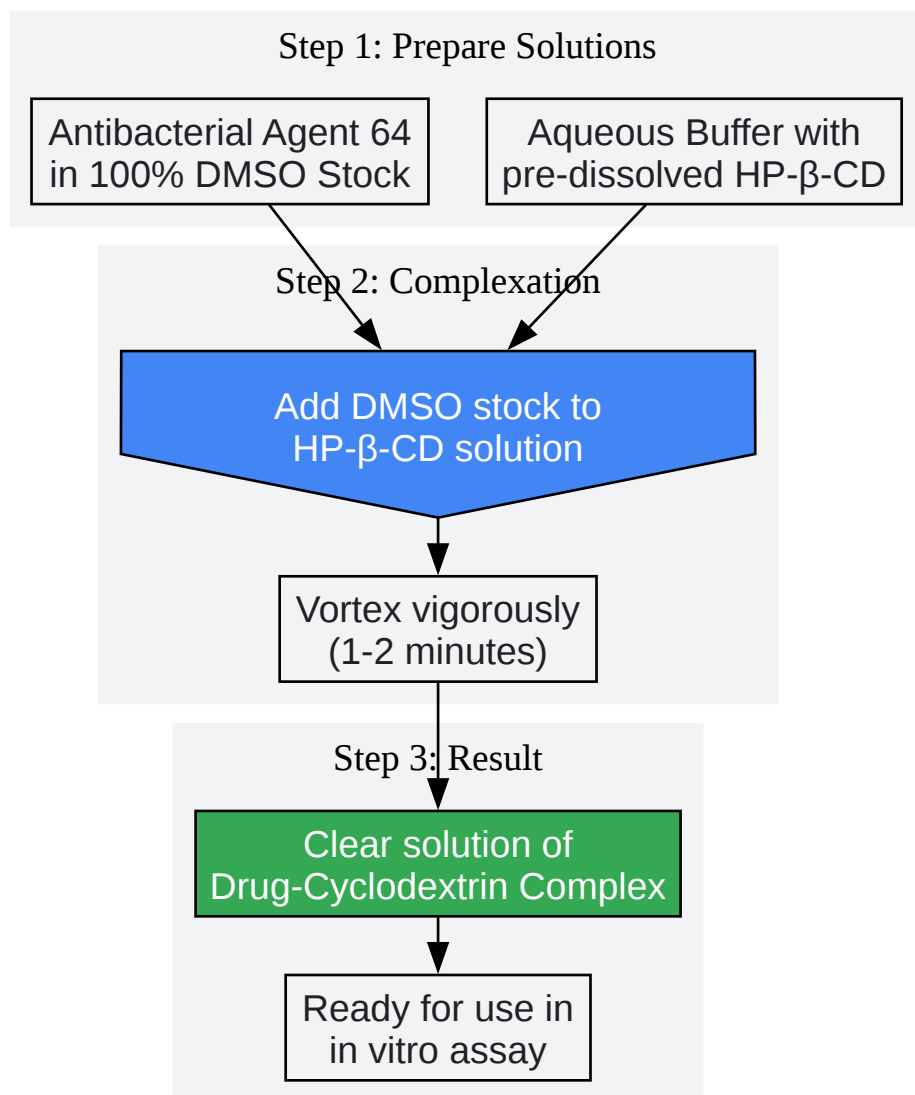 Step 1: Prepare Solutions
Antibacterial Agent 64
in 100% DMSO Stock
Aqueous Buffer with
pre-dissolved HP-β-CD
Step 2: Complexation
Add DMSO stock to
HP-β-CD solution
Vortex vigorously
(1-2 minutes)
Step 3: Result
Clear solution of
Drug-Cyclodextrin Complex
Ready for use in
in vitro assay